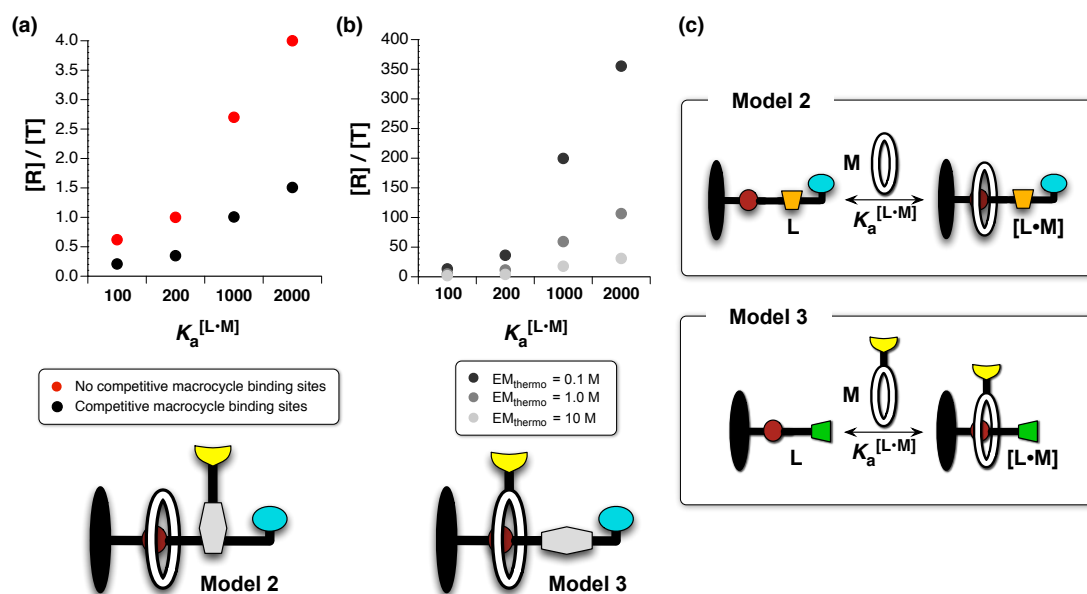 (a)
[R] / [T]
4.0
3.5
3.0
2.5
2.0
1.5
1.0
0.5
0.0
100 200 1000 2000
Ka[L•M]
No competitive macrocycle binding sites
Competitive macrocycle binding sites
Model 2
(b)
[R] / [T]
400
350
300
250
200
150
100
50
0
100 200 1000 2000
Ka[L•M]
EMthermo = 0.1 M
EMthermo = 1.0 M
EMthermo = 10 M
Model 3
(c)
Model 2
M
L
Ka[L•M]
[L•M]
Model 3
M
L
Ka[L•M]
[L•M]